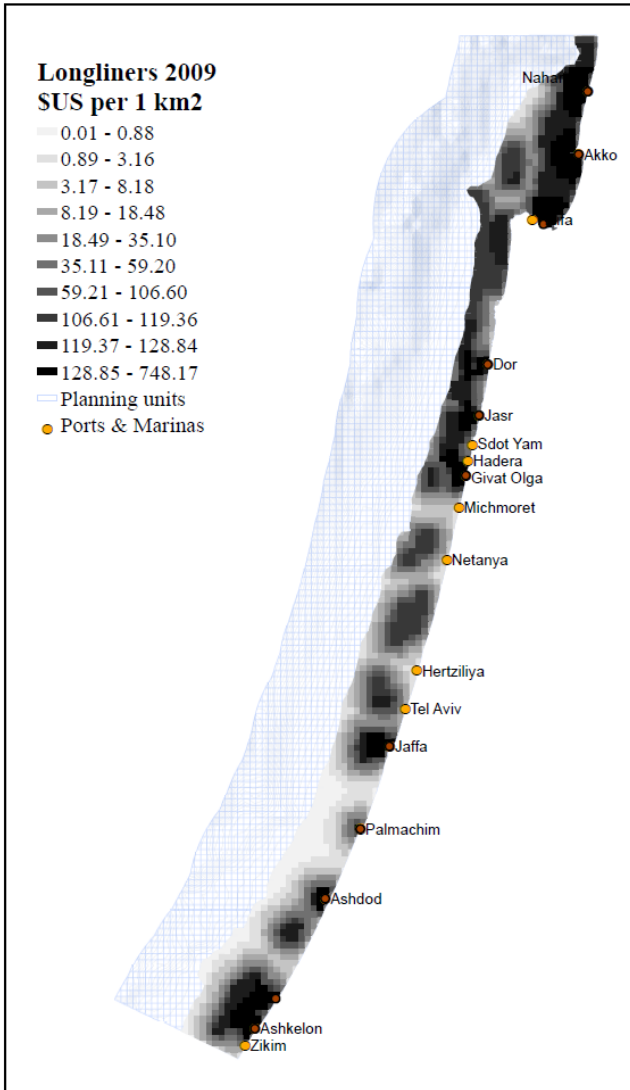 Longliners 2009
$US per 1 km2
0.01 - 0.88
0.89 - 3.16
3.17 - 8.18
8.19 - 18.48
18.49 - 35.10
35.11 - 59.20
59.21 - 106.60
106.61 - 119.36
119.37 - 128.84
128.85 - 748.17
Planning units
Ports & Marinas
Akko
Dor
Jasr
Sdot Yam
Hadera
Givat Olga
Michmoret
Netanya
Hertziliya
Tel Aviv
Jaffa
Palmachim
Ashdod
Ashkelon
Zikim